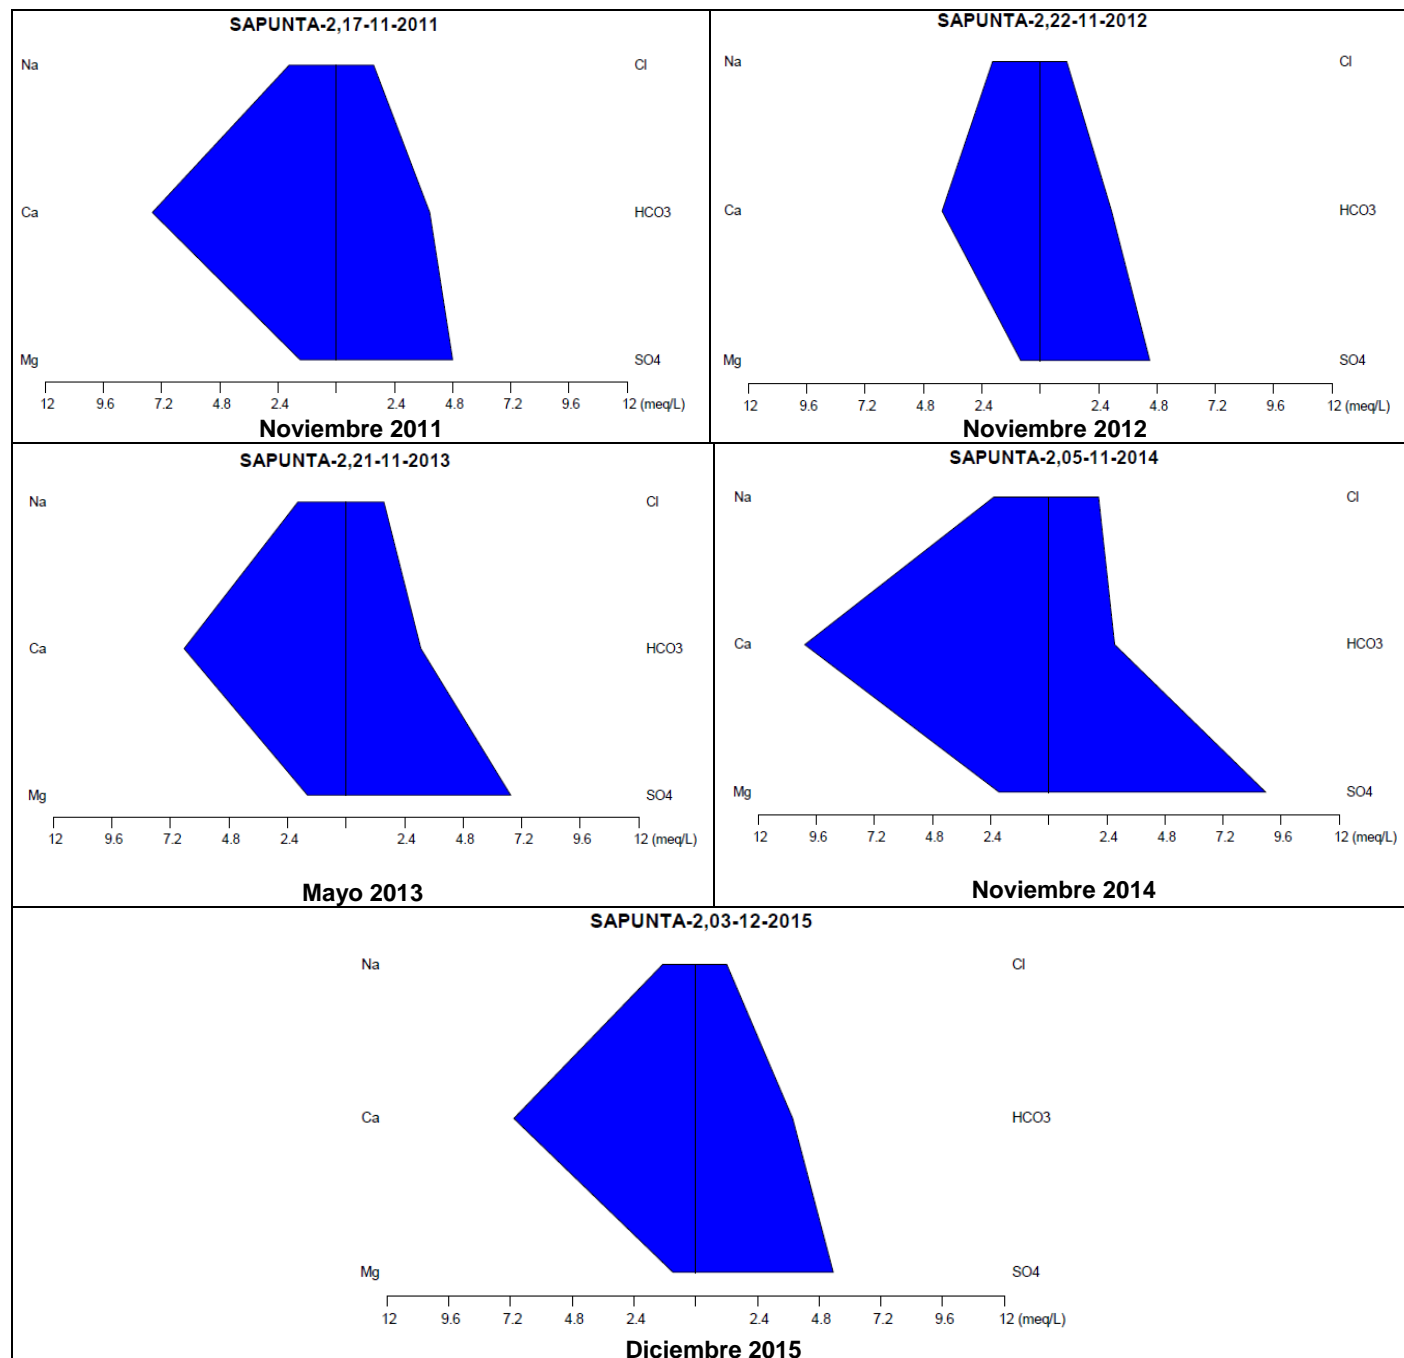 SAPUNTA-2,17-11-2011
Na Cl
Ca HCO3
Mg SO4
12 9.6 7.2 4.8 2.4 2.4 4.8 7.2 9.6 12 (meq/L)
Noviembre 2011
SAPUNTA-2,22-11-2012
Na Cl
Ca HCO3
Mg SO4
12 9.6 7.2 4.8 2.4 2.4 4.8 7.2 9.6 12 (meq/L)
Noviembre 2012
SAPUNTA-2,21-11-2013
Na Cl
Ca HCO3
Mg SO4
12 9.6 7.2 4.8 2.4 2.4 4.8 7.2 9.6 12 (meq/L)
Mayo 2013
SAPUNTA-2,05-11-2014
Na Cl
Ca HCO3
Mg SO4
12 9.6 7.2 4.8 2.4 2.4 4.8 7.2 9.6 12 (meq/L)
Noviembre 2014
SAPUNTA-2,03-12-2015
Na Cl
Ca HCO3
Mg SO4
12 9.6 7.2 4.8 2.4 2.4 4.8 7.2 9.6 12 (meq/L)
Diciembre 2015